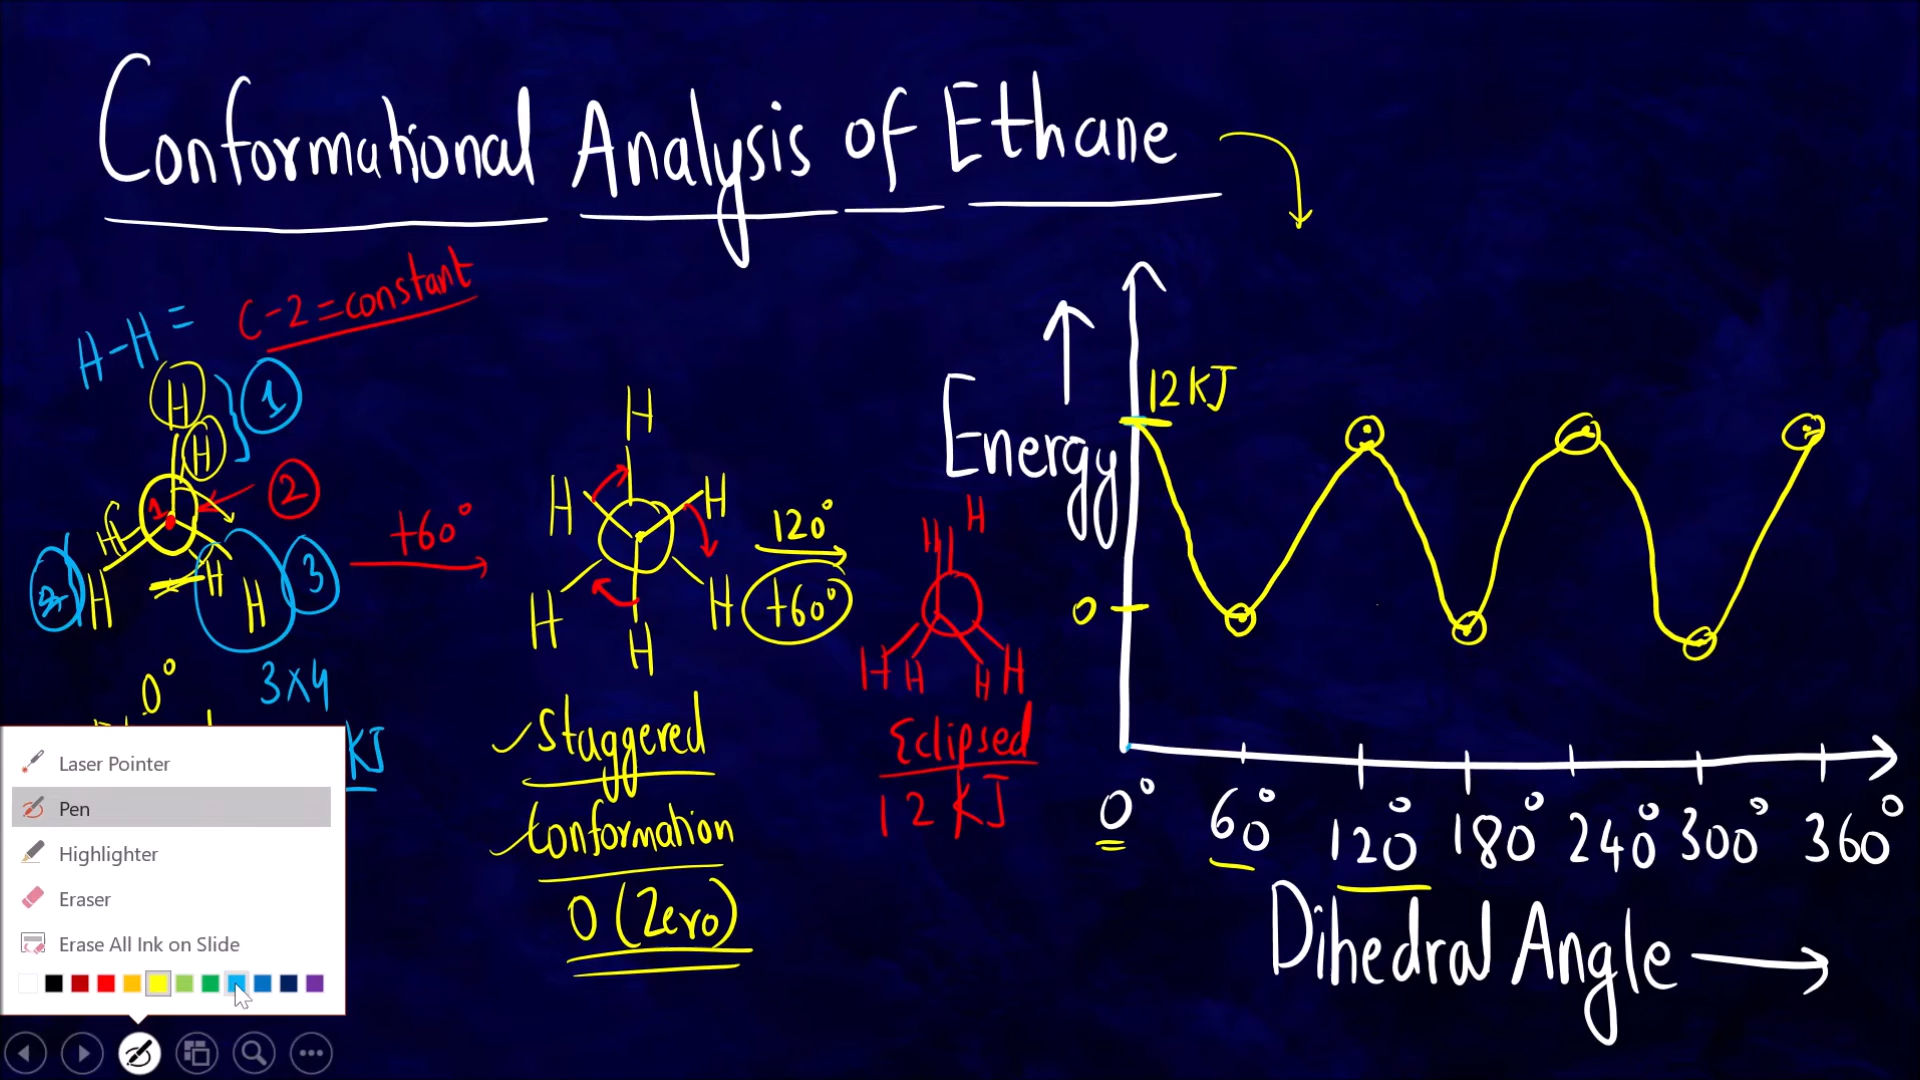 Conformational Analysis of Ethane
H-H =
C-2 = constant
H
1
H
1
2
H
H
H
H
2
3
0°
3x4
KJ
+60°
H
H
H
H
H
H
Staggered
Conformation
0 (Zero)
120°
+60°
H
H
H
H
H
Eclipsed
12 KJ
Energy
12 KJ
0
0°
60°
120°
180°
240°
300°
360°
Dihedral Angle
Laser Pointer
Pen
Highlighter
Eraser
Erase All Ink on Slide